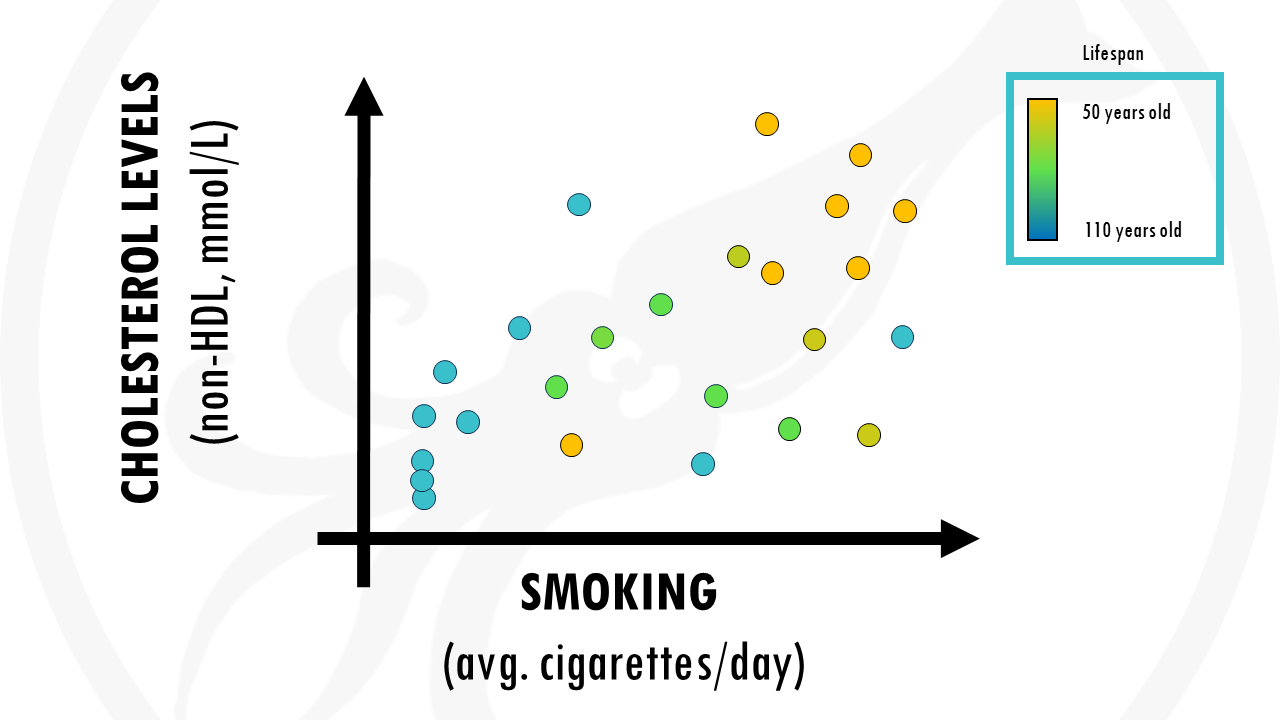 CHOLESTEROL LEVELS
(non-HDL, mmol/L)
SMOKING
(avg. cigarettes/day)
Lifespan
50 years old
110 years old